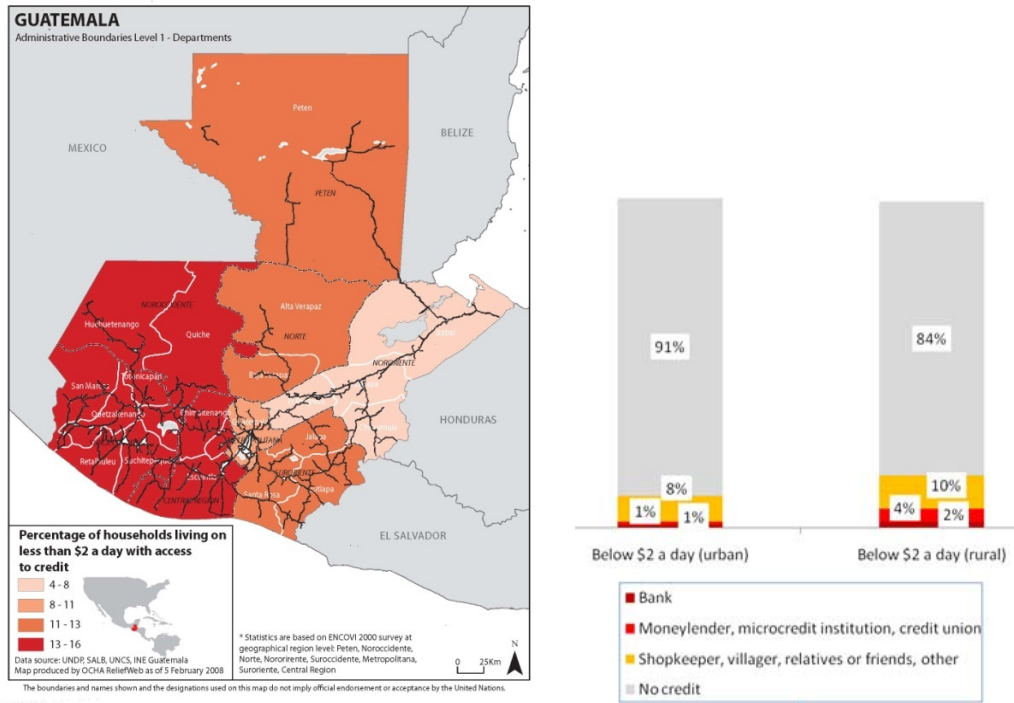 GUATEMALA
Administrative Boundaries Level 1 - Departments
Peten
BELIZE
MEXICO
PETEN
Alta Verapaz
NOROCCIDENTE
Huehuetenango
Quiche
NORTE
NORORIENTE
Totonicapán
San Marcos
Quetzaltenango
Chimaltenango
HONDURAS
Jalapa
Retalhuleu
Suchitepequez
Escuintla
SURORIENTE
Jutiapa
Santa Rosa
CENTRAL REGION
EL SALVADOR
Percentage of households living on
less than $2 a day with access
to credit
4 - 8
8 - 11
11 - 13
13 - 16
Data source: UNDP, SALB, UNCS, INE Guatemala
Map produced by OCHA ReliefWeb as of 5 February 2008
* Statistics are based on ENCOVI 2000 survey at
geographical region level: Peten, Noroccidente,
Norte, Nororirente, Suroccidente, Metropolitana,
Suroriente, Central Region
0 25Km
N
The boundaries and names shown and the designations used on this map do not imply official endorsement or acceptance by the United Nations.
91%
84%
8%
10%
1%
1%
4%
2%
Below $2 a day (urban)
Below $2 a day (rural)
Bank
Moneylender, microcredit institution, credit union
Shopkeeper, villager, relatives or friends, other
No credit